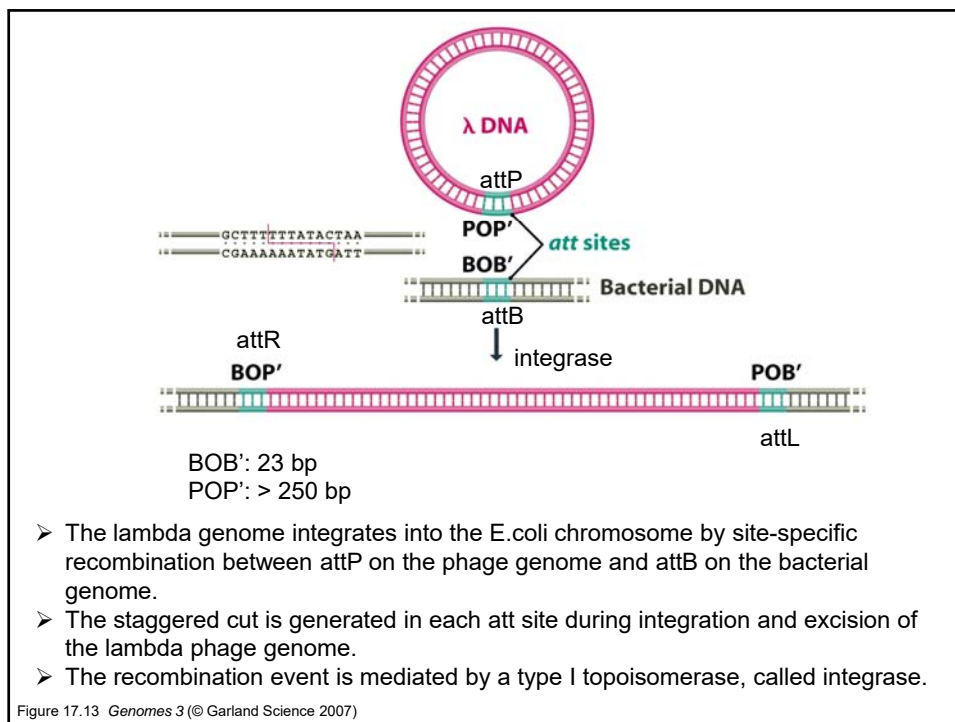 λ DNA
attP
POP’
att sites
GCTTTTTTATACTAA
CGAAAAAATATGATT
BOB’
Bacterial DNA
attB
attR
integrase
BOP’
POB’
attL
BOB’: 23 bp
POP’: > 250 bp
➢ The lambda genome integrates into the E.coli chromosome by site-specific
recombination between attP on the phage genome and attB on the bacterial
genome.
➢ The staggered cut is generated in each att site during integration and excision of
the lambda phage genome.
➢ The recombination event is mediated by a type I topoisomerase, called integrase.
Figure 17.13 Genomes 3 (© Garland Science 2007)